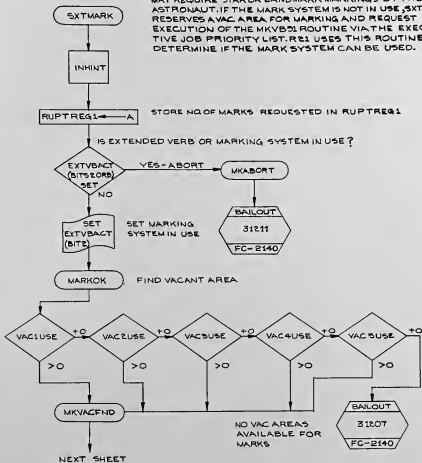 MAY REQUIRE STAR OR LANDMARK MARKINGS BY THE
ASTRONAUT. IF THE MARK SYSTEM IS NOT IN USE, SXT
RESERVES A VAC AREA FOR MARKING AND REQUEST
EXECUTION OF THE MKVB51 ROUTINE VIA THE EXEC
TIVE JOB PRIORITY LIST. R21 USES THIS ROUTINE
DETERMINE IF THE MARK SYSTEM CAN BE USED.
SXTMARK
INHINT
RUPTREG1 A
STORE NO OF MARKS REQUESTED IN RUPTREG1
IS EXTENDED VERB OR MARKING SYSTEM IN USE?
EXTVBACT
(BITS 2 OR 5)
SET
YES-ABORT
MKABORT
NO
BAILOUT
31211
FC-2140
SET
EXTVBACT
(BIT2)
SET MARKING
SYSTEM IN USE
MARKOK
FIND VACANT AREA
VAC1USE +0 VAC2USE +0 VAC3USE +0 VAC4USE +0 VAC5USE +0
>0 >0 >0 >0 >0
MKVACFND
NO VAC AREAS
AVAILABLE FOR
MARKS
BAILOUT
31207
FC-2140
NEXT SHEET